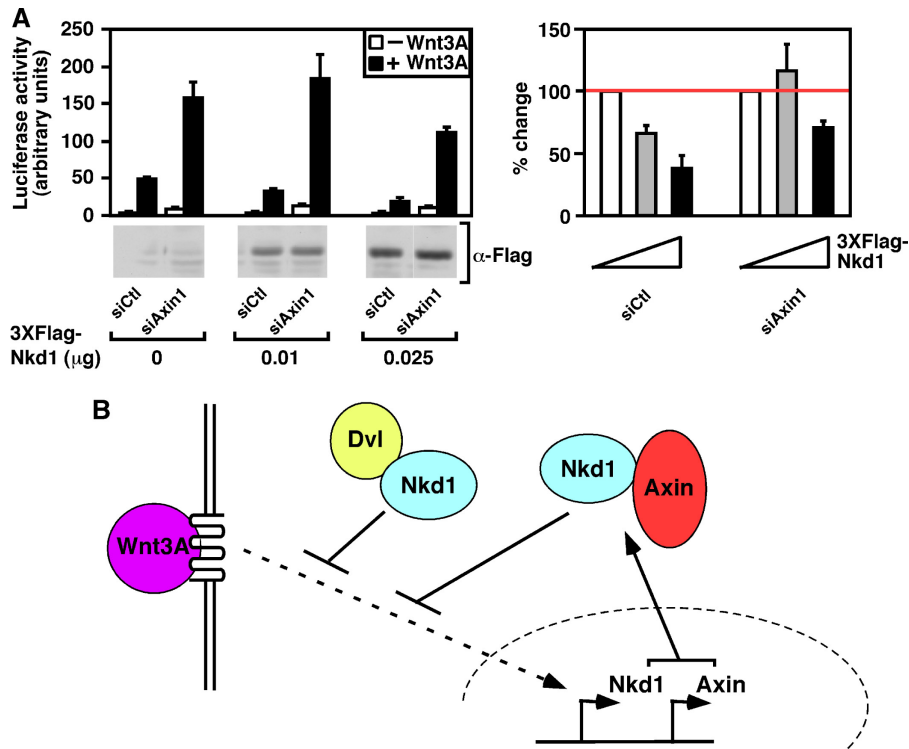 A
Luciferase activity
(arbitrary units)
250
200
150
100
50
0
– Wnt3A
+ Wnt3A
α-Flag
siCtl
siAxin1
siCtl
siAxin1
siCtl
siAxin1
3XFlag-
Nkd1 (μg)
0
0.01
0.025
% change
150
100
50
0
3XFlag-
Nkd1
siCtl
siAxin1
B
Wnt3A
Dvl
Nkd1
Nkd1
Axin
Nkd1
Axin